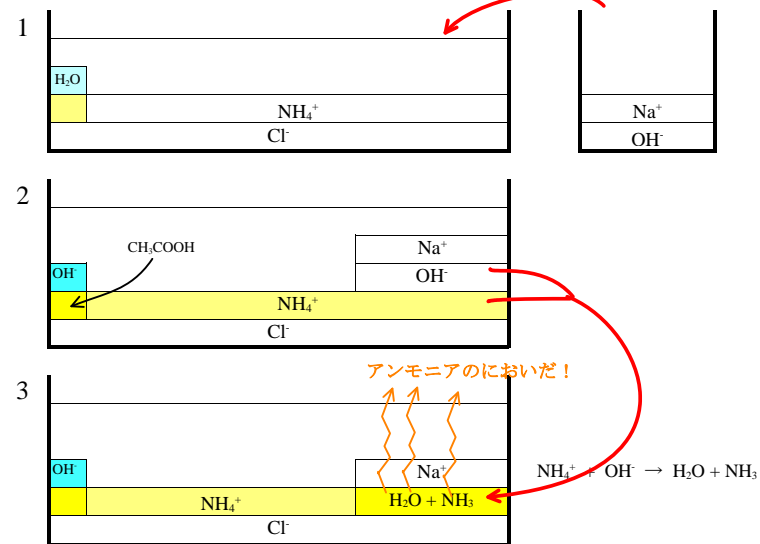 1
H₂O
NH₄⁺
Cl⁻
Na⁺
OH⁻
2
CH₃COOH
Na⁺
OH⁻
OH⁻
NH₄⁺
Cl⁻
アンモニアのにおいだ！
3
OH⁻
Na⁺
NH₄⁺ + OH⁻ → H₂O + NH₃
NH₄⁺
H₂O + NH₃
Cl⁻